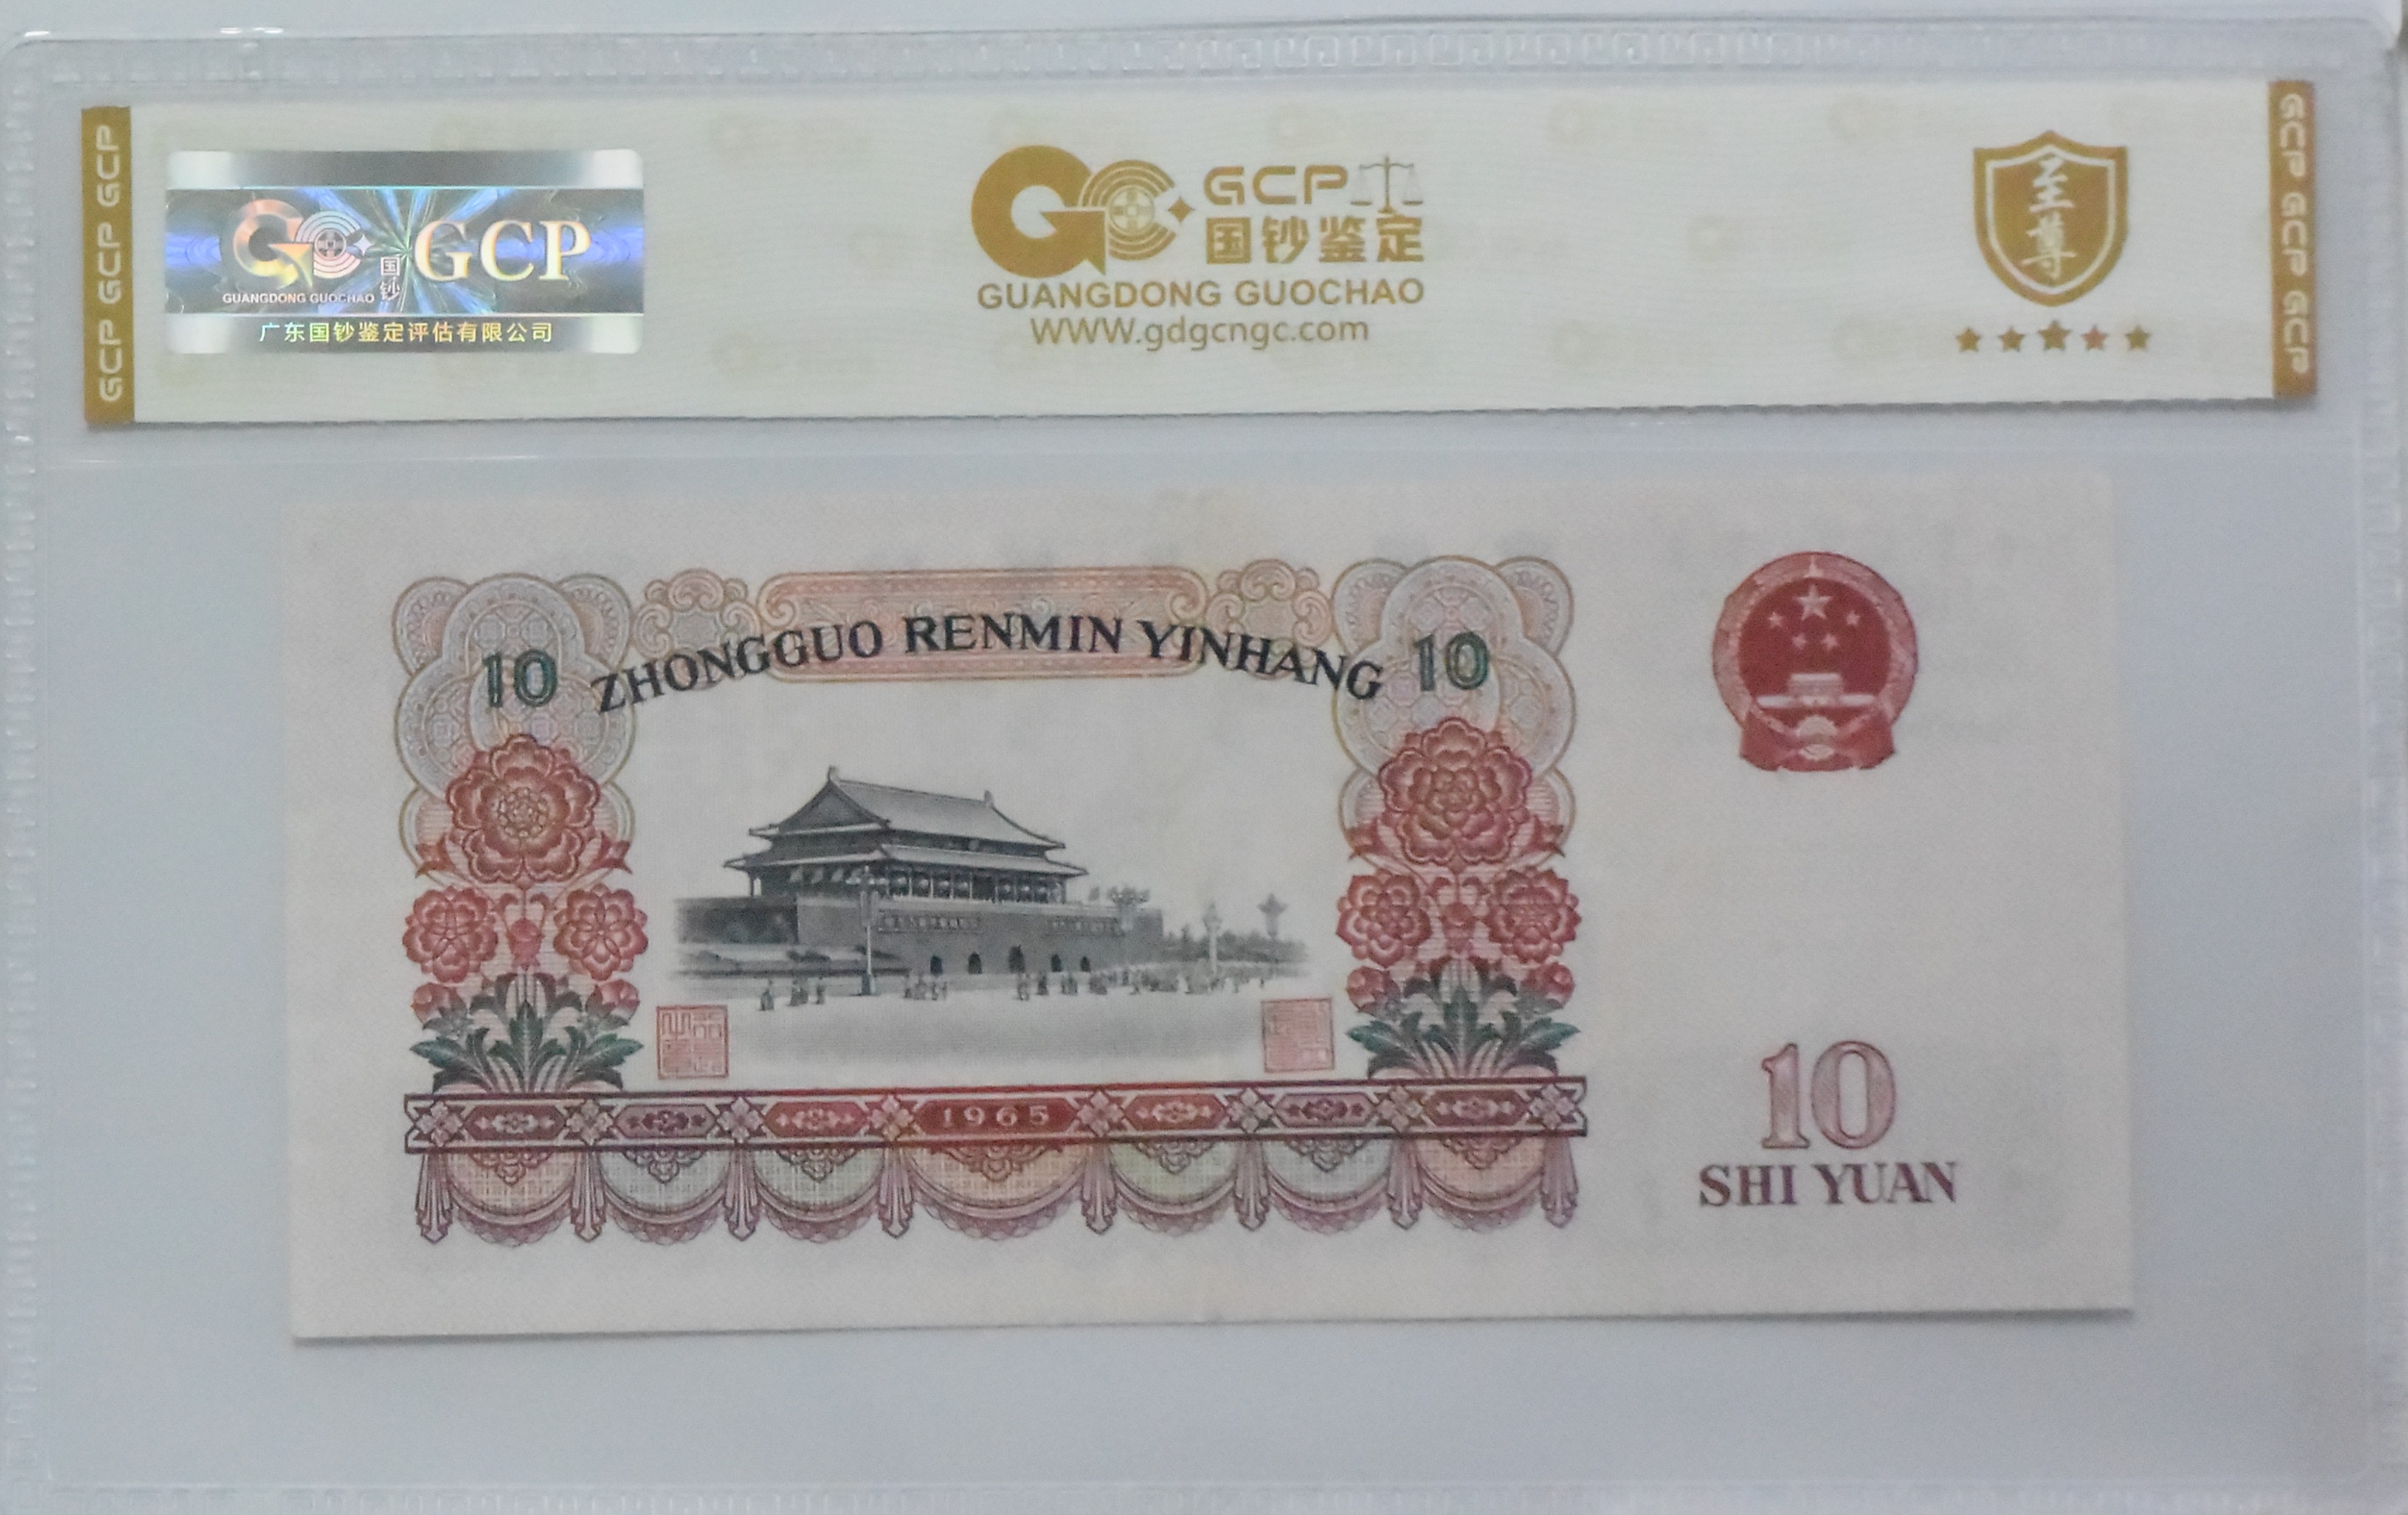 GCP GCP GCP
GCP
国钞
GUANGDONG GUOCHAO
广东国钞鉴定评估有限公司
GCP
国钞鉴定
GUANGDONG GUOCHAO
WWW.gdgcngc.com
至尊
GCP GCP GCP
ZHONGGUO RENMIN YINHANG
10
10
1965
10
SHI YUAN